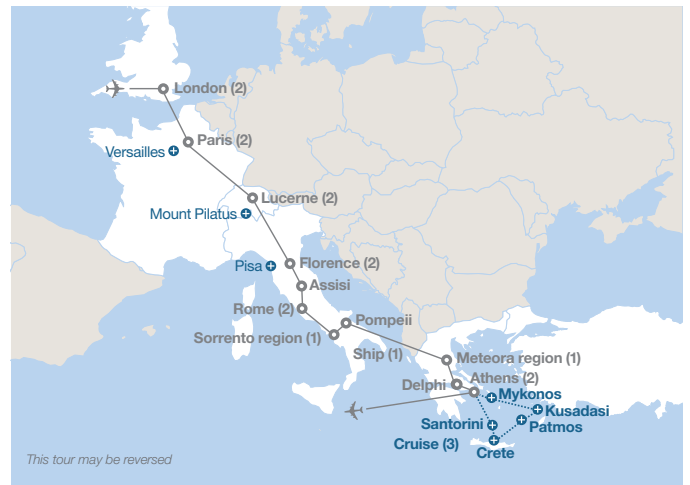 London (2)
Paris (2)
Versailles
Lucerne (2)
Mount Pilatus
Florence (2)
Pisa
Assisi
Rome (2)
Pompeii
Sorrento region (1)
Ship (1)
Meteora region (1)
Athens (2)
Delphi
Mykonos
Kusadasi
Santorini
Patmos
Cruise (3)
Crete
This tour may be reversed